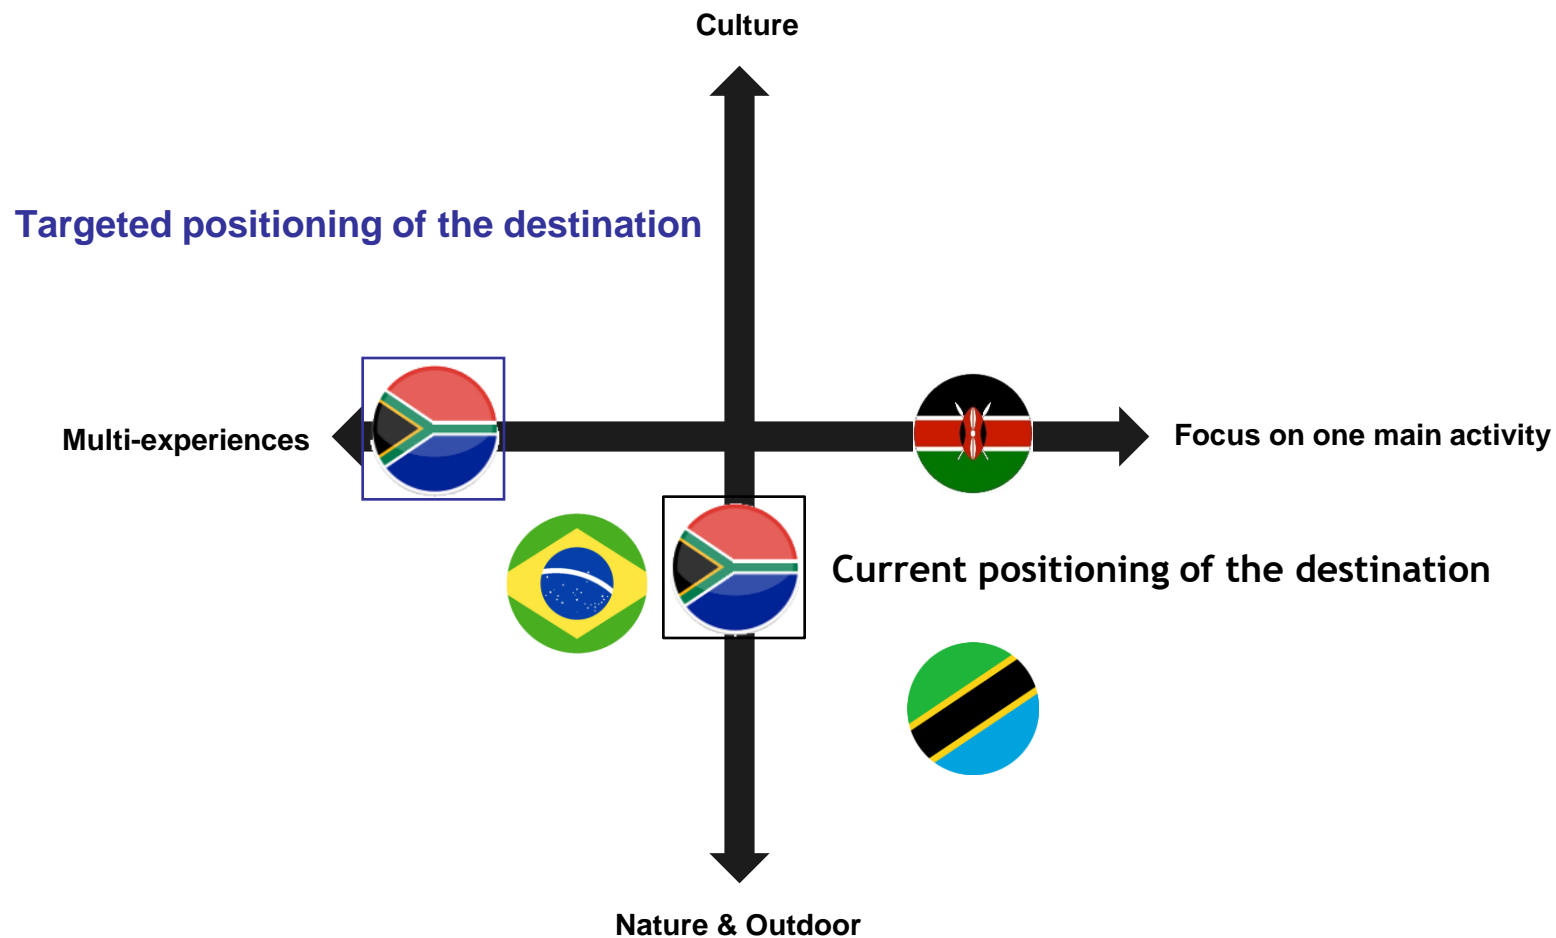 Culture
Targeted positioning of the destination
Multi-experiences
Focus on one main activity
Current positioning of the destination
Nature & Outdoor